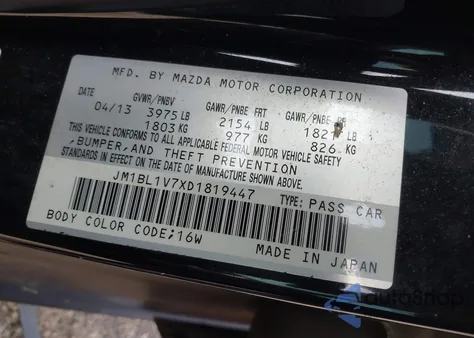 MFD. BY MAZDA MOTOR CORPORATION
DATE GVWR/PNBV GAWR/PNBE FRT GAWR/PNBE RR
04/13 3975 LB 2154 LB 1821 LB
1803 KG 977 KG 826 KG
THIS VEHICLE CONFORMS TO ALL APPLICABLE FEDERAL MOTOR VEHICLE SAFETY
,BUMPER,AND THEFT PREVENTION
STANDARDS IN EFFECT ON THE DATE OF MANUFACTURE SHOWN ABOVE.
JM1BL1V7XD1819447 TYPE: PASS CAR
BODY COLOR CODE;16W
MADE IN JAPAN
autoSnap